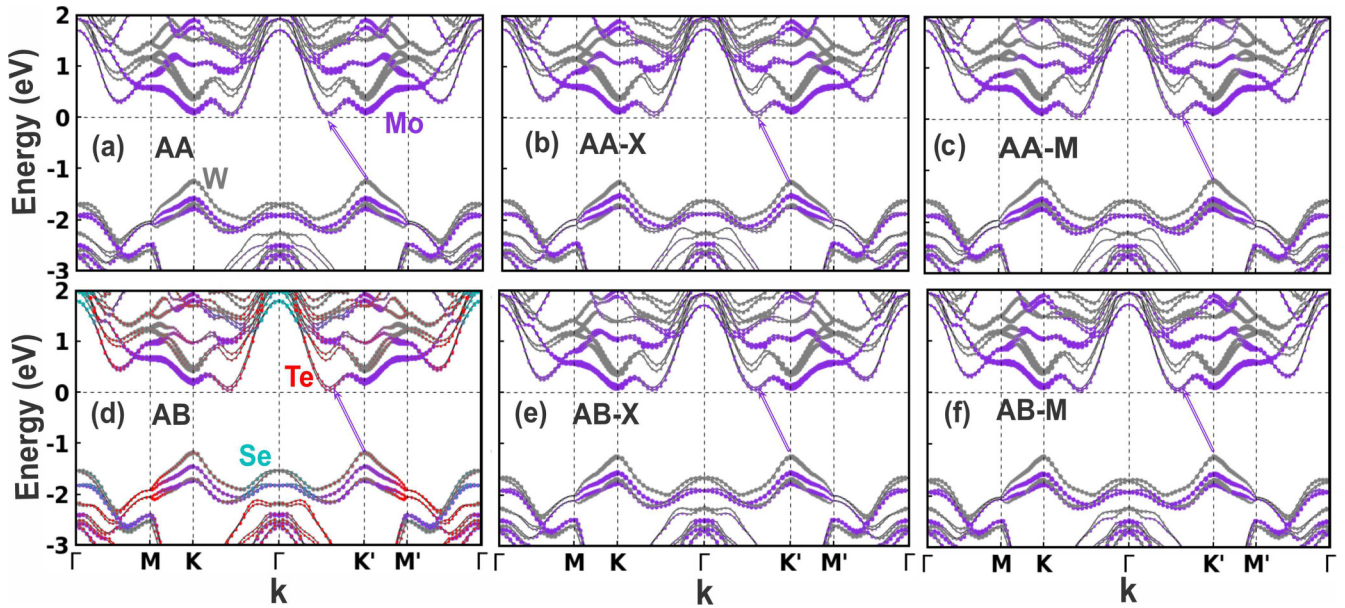 2
1
0
-1
-2
-3
Energy (eV)
(a) AA
Mo
W
(b) AA-X
(c) AA-M
2
1
0
-1
-2
-3
Energy (eV)
(d) AB
Te
Se
(e) AB-X
(f) AB-M
Γ M K Γ K' M' Γ
Γ M K Γ K' M' Γ
Γ M K Γ K' M' Γ
k k k